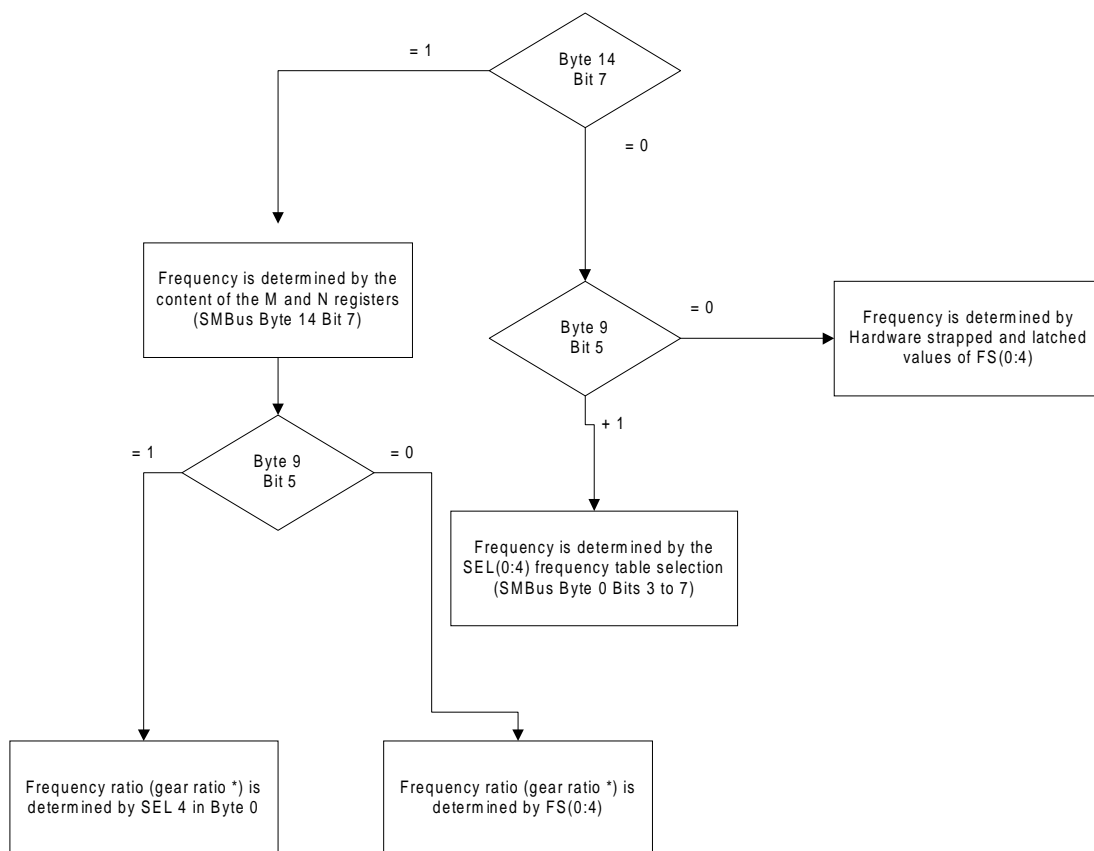 = 1
Byte 14
Bit 7
= 0
Frequency is determined by the
content of the M and N registers
(SMBus Byte 14 Bit 7)
Byte 9
Bit 5
= 0
Frequency is determined by
Hardware strapped and latched
values of FS(0:4)
+ 1
= 1
Byte 9
Bit 5
= 0
Frequency is determined by the
SEL(0:4) frequency table selection
(SMBus Byte 0 Bits 3 to 7)
Frequency ratio (gear ratio *) is
determined by SEL 4 in Byte 0
Frequency ratio (gear ratio *) is
determined by FS(0:4)